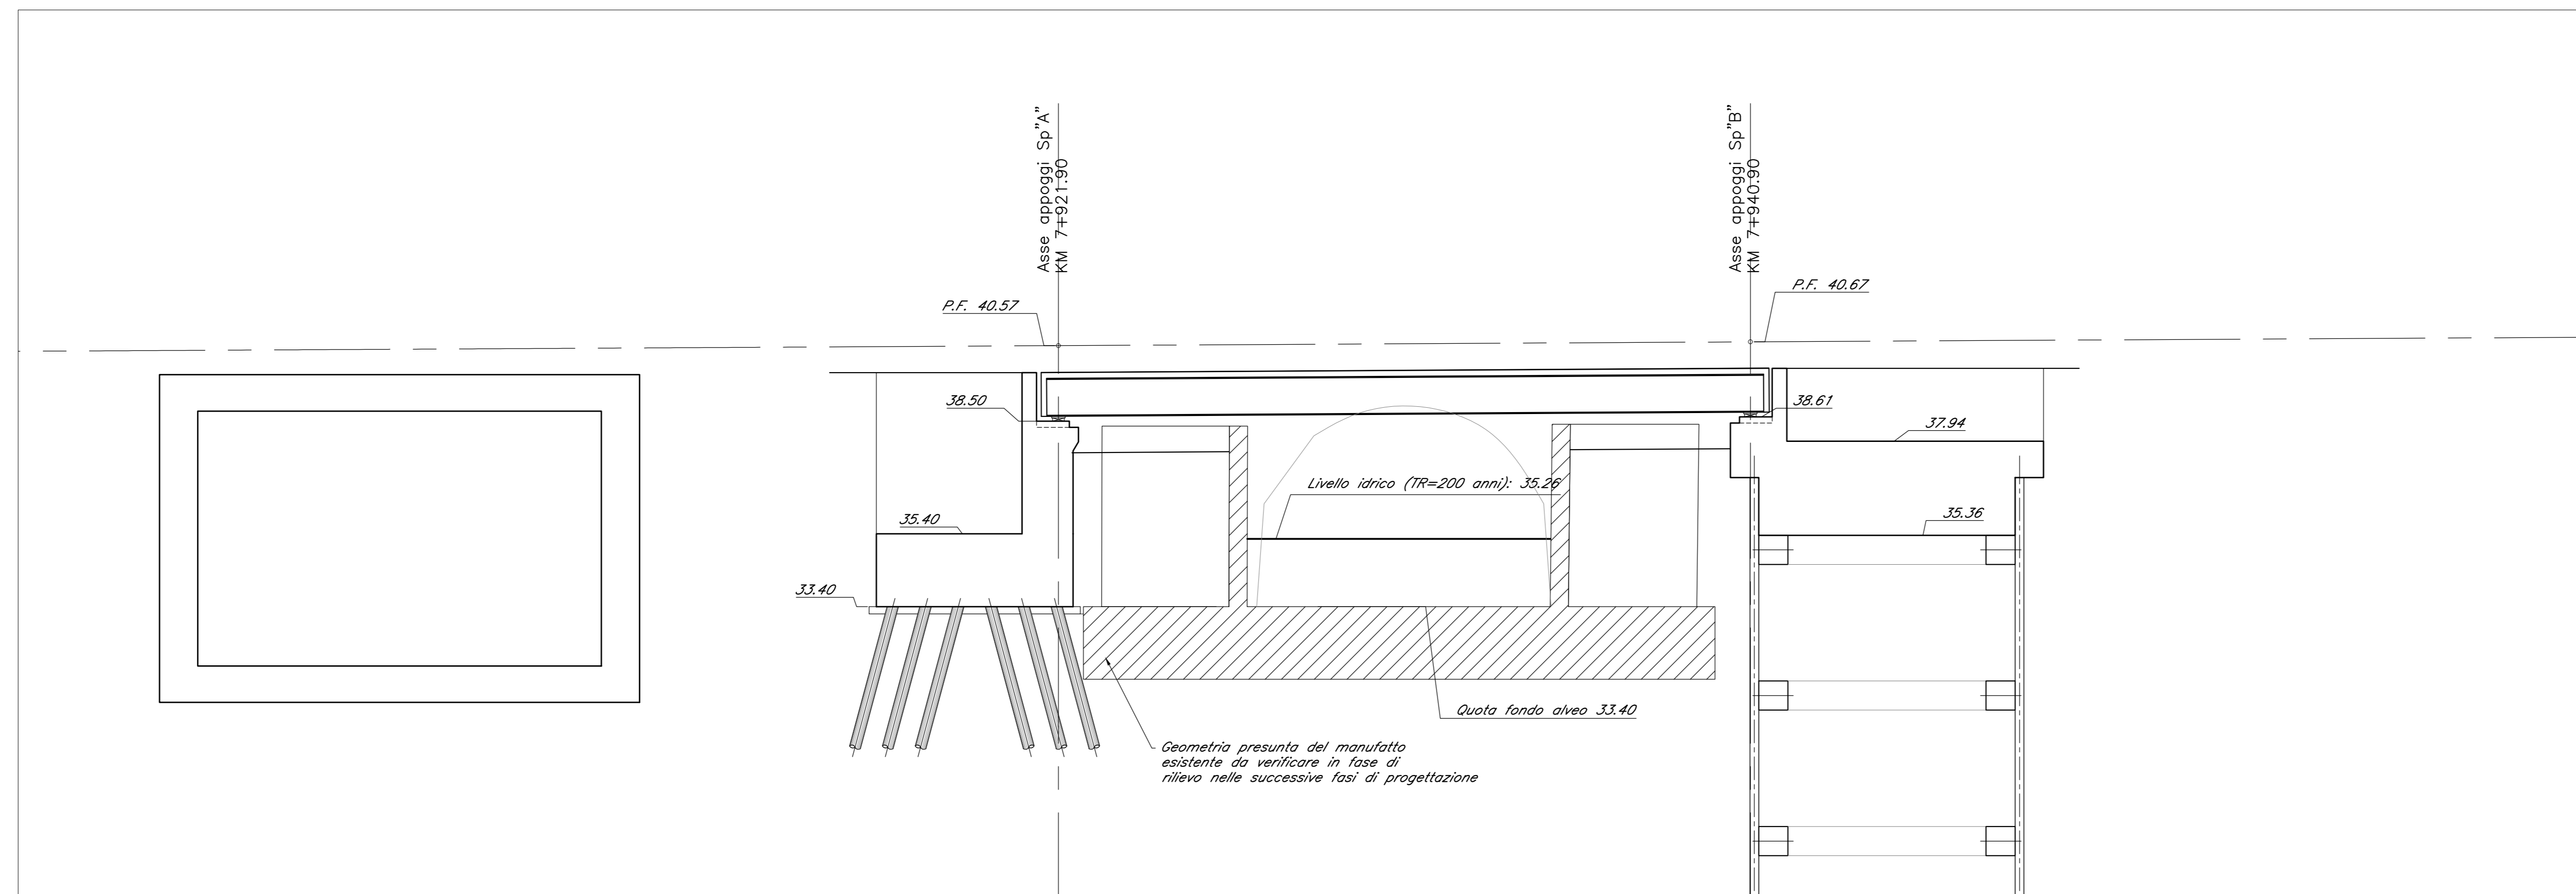 Asse appoggi Sp"A"
KM 7+921.90
Asse appoggi Sp"B"
KM 7+940.90
P.F. 40.57
P.F. 40.67
38.50
38.61
37.94
Livello idrico (TR=200 anni): 35.26
35.40
35.36
33.40
Quota fondo alveo 33.40
Geometria presunta del manufatto
esistente da verificare in fase di
rilievo nelle successive fasi di progettazione